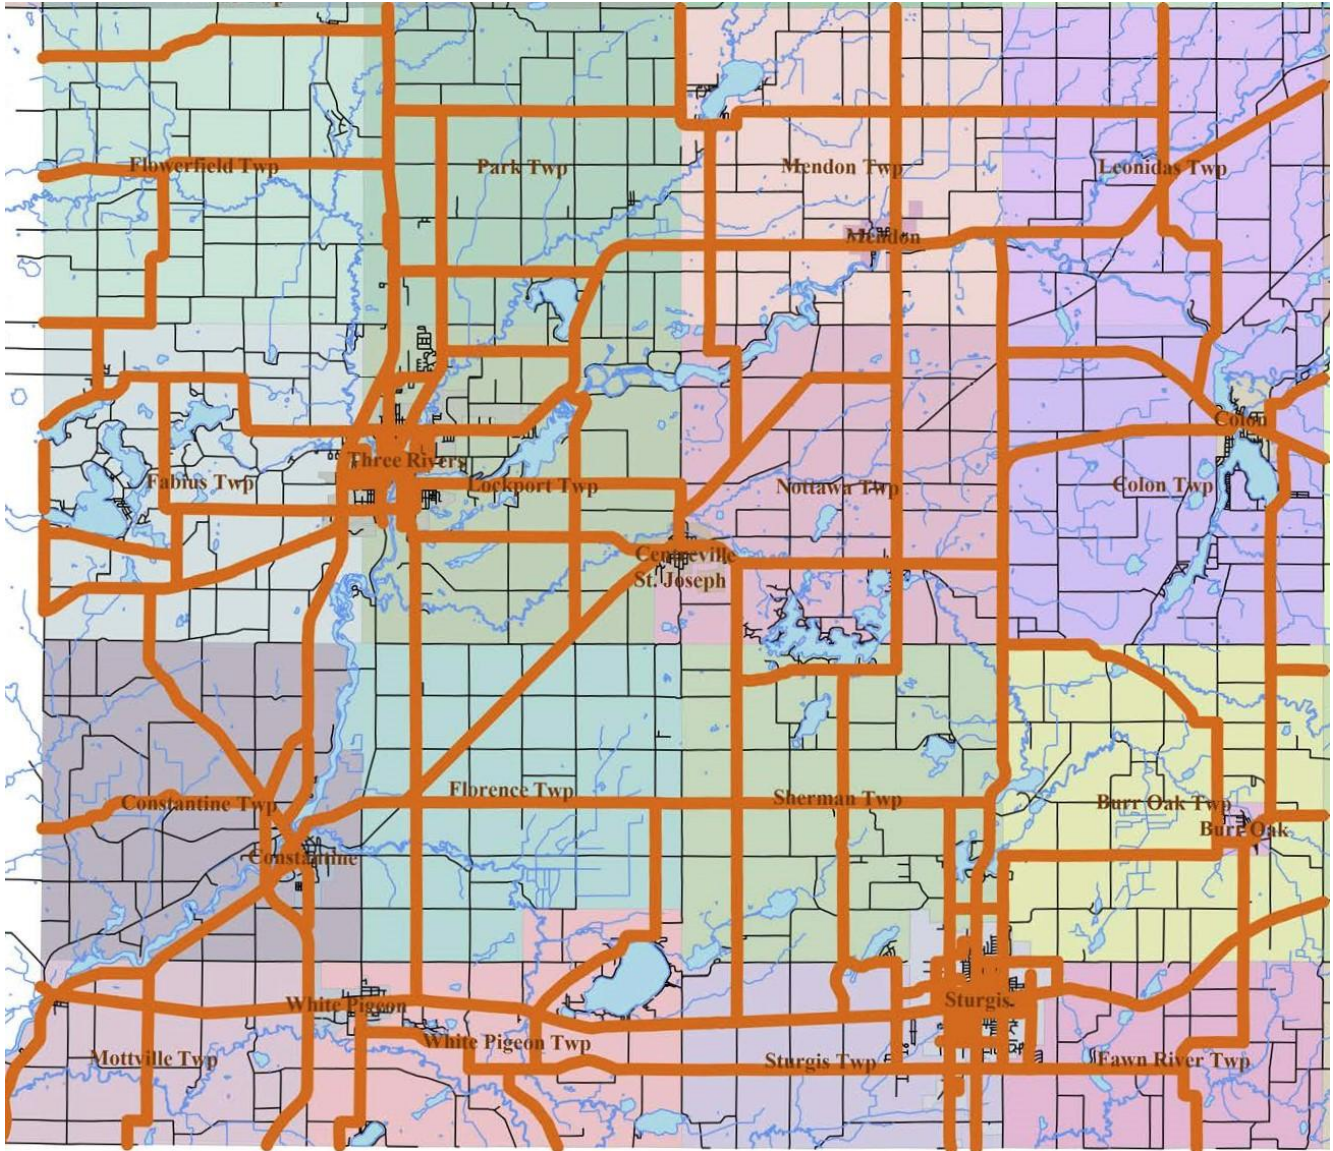 Flowerfield Twp
Park Twp
Mendon Twp
Leonidas Twp
Mendon
Colon
Three Rivers
Fabius Twp
Lockport Twp
Nottawa Twp
Colon Twp
Centreville
St. Joseph
Constantine Twp
Florence Twp
Sherman Twp
Burr Oak Twp
Burr Oak
Constantine
White Pigeon
Sturgis
White Pigeon Twp
Mottville Twp
Sturgis Twp
Fawn River Twp